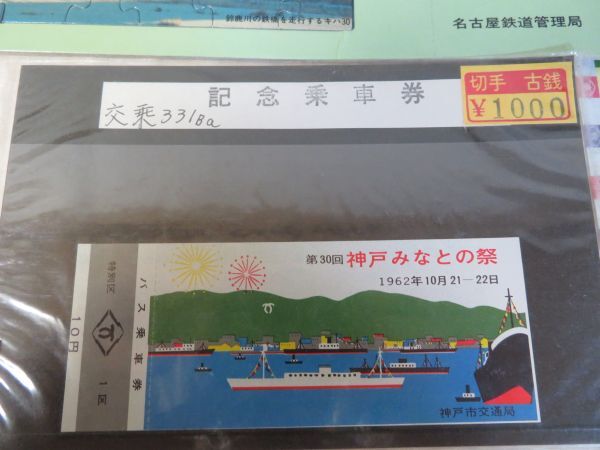 鈴鹿川の鉄橋を走行するキハ30
名古屋鉄道管理局
記念乗車券
切手 古銭
¥1000
交乗331Ba
第30回 神戸みなとの祭
1962年10月21-22日
特別区
1区
10円
バス乗車券
神戸市交通局